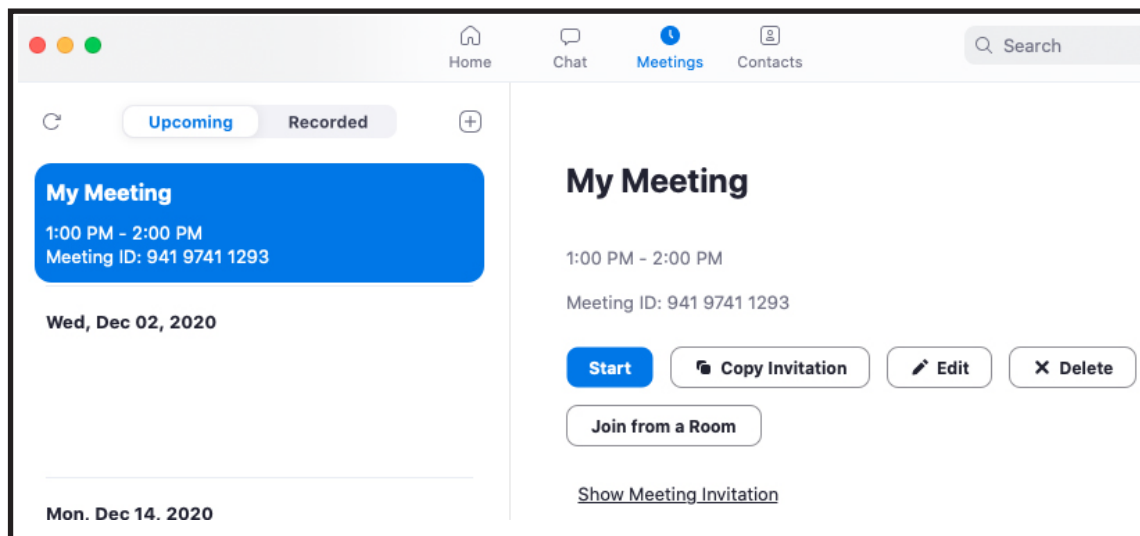 Home Chat Meetings Contacts Search
Upcoming Recorded
My Meeting
1:00 PM - 2:00 PM
Meeting ID: 941 9741 1293
Wed, Dec 02, 2020
Mon, Dec 14, 2020
My Meeting
1:00 PM - 2:00 PM
Meeting ID: 941 9741 1293
Start Copy Invitation Edit Delete
Join from a Room
Show Meeting Invitation